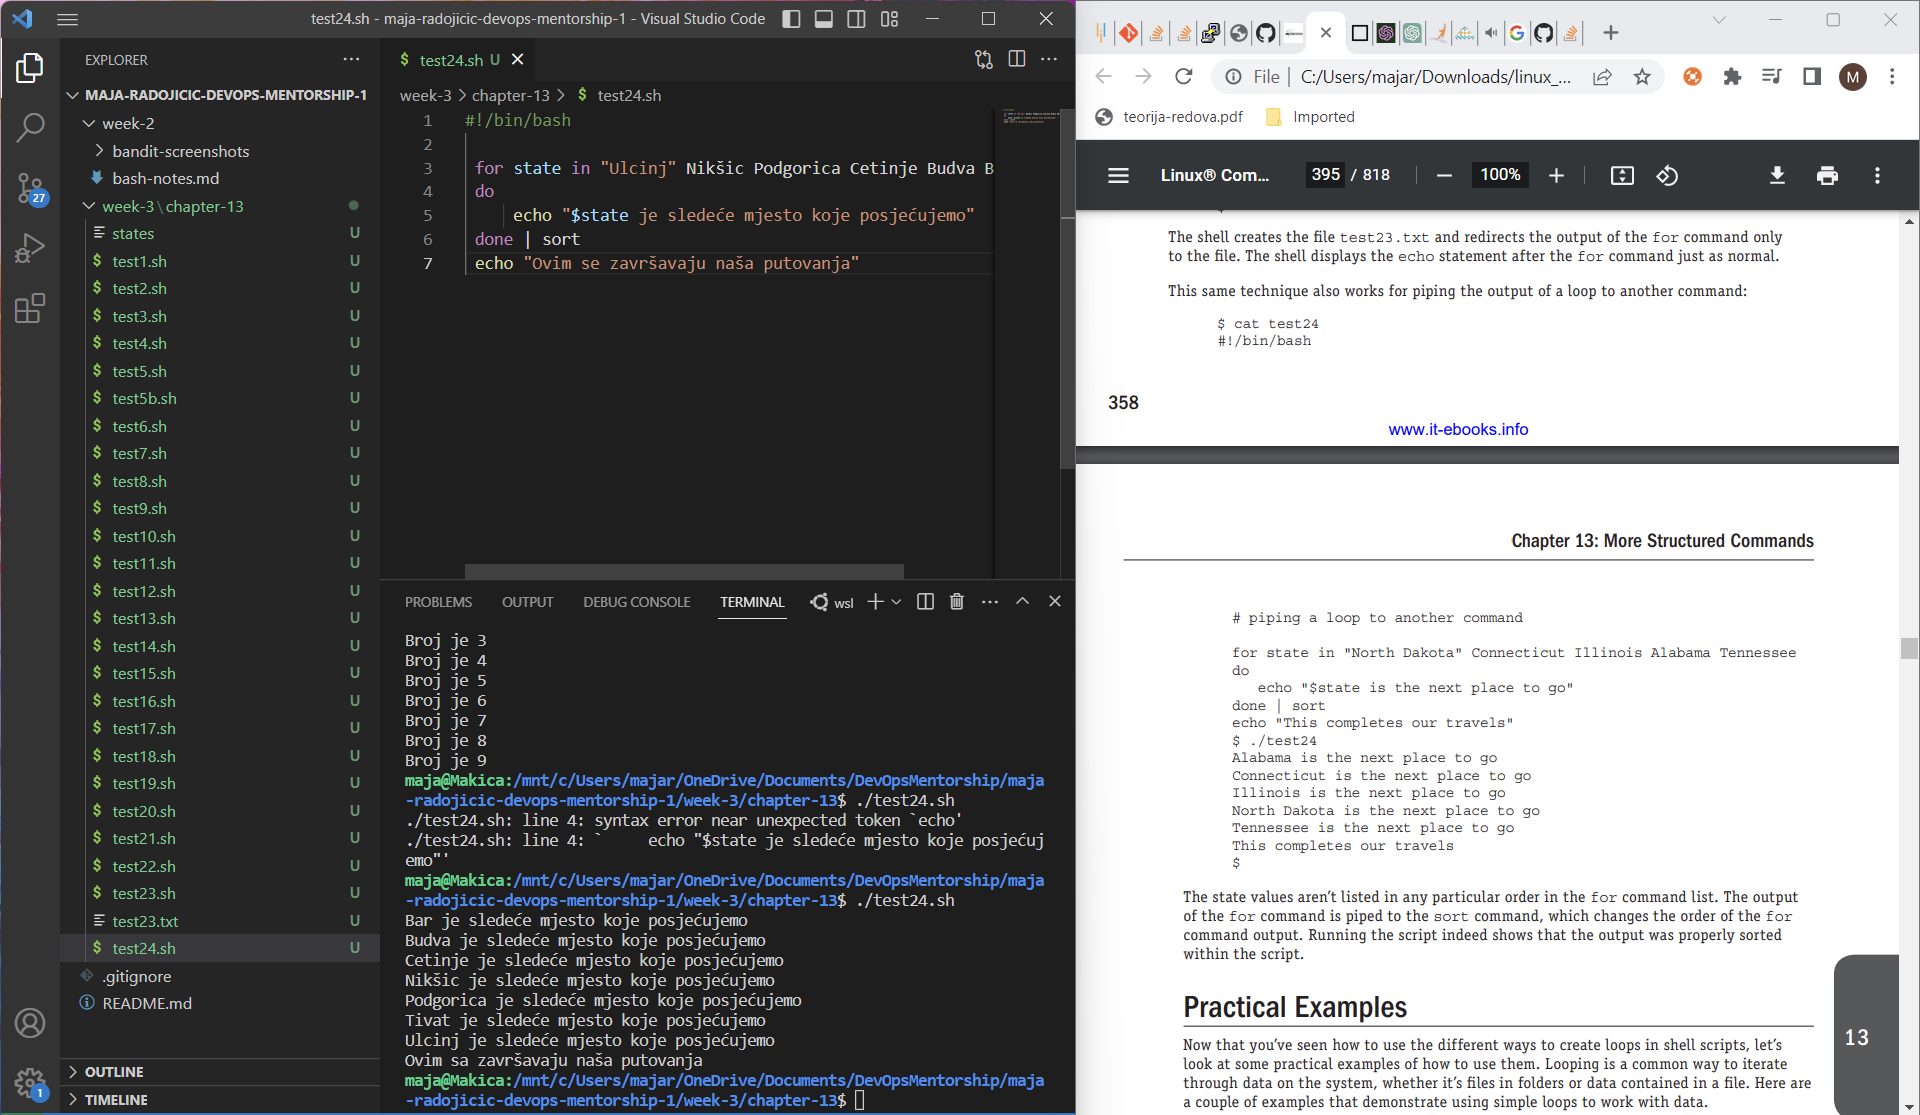 test24.sh - maja-radojicic-devops-mentorship-1 - Visual Studio Code
EXPLORER
MAJA-RADOJICIC-DEVOPS-MENTORSHIP-1
week-2
bandit-screenshots
bash-notes.md
week-3\chapter-13
states U
test1.sh U
test2.sh U
test3.sh U
test4.sh U
test5.sh U
test5b.sh U
test6.sh U
test7.sh U
test8.sh U
test9.sh U
test10.sh U
test11.sh U
test12.sh U
test13.sh U
test14.sh U
test15.sh U
test16.sh U
test17.sh U
test18.sh U
test19.sh U
test20.sh U
test21.sh U
test22.sh U
test23.sh U
test23.txt U
test24.sh U
.gitignore
README.md
OUTLINE
TIMELINE
27
1
$ test24.sh U
week-3 > chapter-13 > $ test24.sh
1 #!/bin/bash
2
3 for state in "Ulcinj" Nikšic Podgorica Cetinje Budva B
4 do
5 echo "$state je sledeće mjesto koje posjećujemo"
6 done | sort
7 echo "Ovim se završavaju naša putovanja"
PROBLEMS OUTPUT DEBUG CONSOLE TERMINAL wsl
Broj je 3
Broj je 4
Broj je 5
Broj je 6
Broj je 7
Broj je 8
Broj je 9
maja@Makica:/mnt/c/Users/majar/OneDrive/Documents/DevOpsMentorship/maja
-radojicic-devops-mentorship-1/week-3/chapter-13$ ./test24.sh
./test24.sh: line 4: syntax error near unexpected token `echo'
./test24.sh: line 4: `     echo "$state je sledeće mjesto koje posjećuj
emo"'
maja@Makica:/mnt/c/Users/majar/OneDrive/Documents/DevOpsMentorship/maja
-radojicic-devops-mentorship-1/week-3/chapter-13$ ./test24.sh
Bar je sledeće mjesto koje posjećujemo
Budva je sledeće mjesto koje posjećujemo
Cetinje je sledeće mjesto koje posjećujemo
Nikšic je sledeće mjesto koje posjećujemo
Podgorica je sledeće mjesto koje posjećujemo
Tivat je sledeće mjesto koje posjećujemo
Ulcinj je sledeće mjesto koje posjećujemo
Ovim sa završavaju naša putovanja
maja@Makica:/mnt/c/Users/majar/OneDrive/Documents/DevOpsMentorship/maja
-radojicic-devops-mentorship-1/week-3/chapter-13$
File | C:/Users/majar/Downloads/linux_...
M
teorija-redova.pdf Imported
Linux® Com... 395 / 818 100%
The shell creates the file test23.txt and redirects the output of the for command only
to the file. The shell displays the echo statement after the for command just as normal.
This same technique also works for piping the output of a loop to another command:
$ cat test24
#!/bin/bash
358
www.it-ebooks.info
Chapter 13: More Structured Commands
# piping a loop to another command
for state in "North Dakota" Connecticut Illinois Alabama Tennessee
do
echo "$state is the next place to go"
done | sort
echo "This completes our travels"
$ ./test24
Alabama is the next place to go
Connecticut is the next place to go
Illinois is the next place to go
North Dakota is the next place to go
Tennessee is the next place to go
This completes our travels
$
The state values aren't listed in any particular order in the for command list. The output
of the for command is piped to the sort command, which changes the order of the for
command output. Running the script indeed shows that the output was properly sorted
within the script.
Practical Examples
13
Now that you've seen how to use the different ways to create loops in shell scripts, let's
look at some practical examples of how to use them. Looping is a common way to iterate
through data on the system, whether it's files in folders or data contained in a file. Here are
a couple of examples that demonstrate using simple loops to work with data.